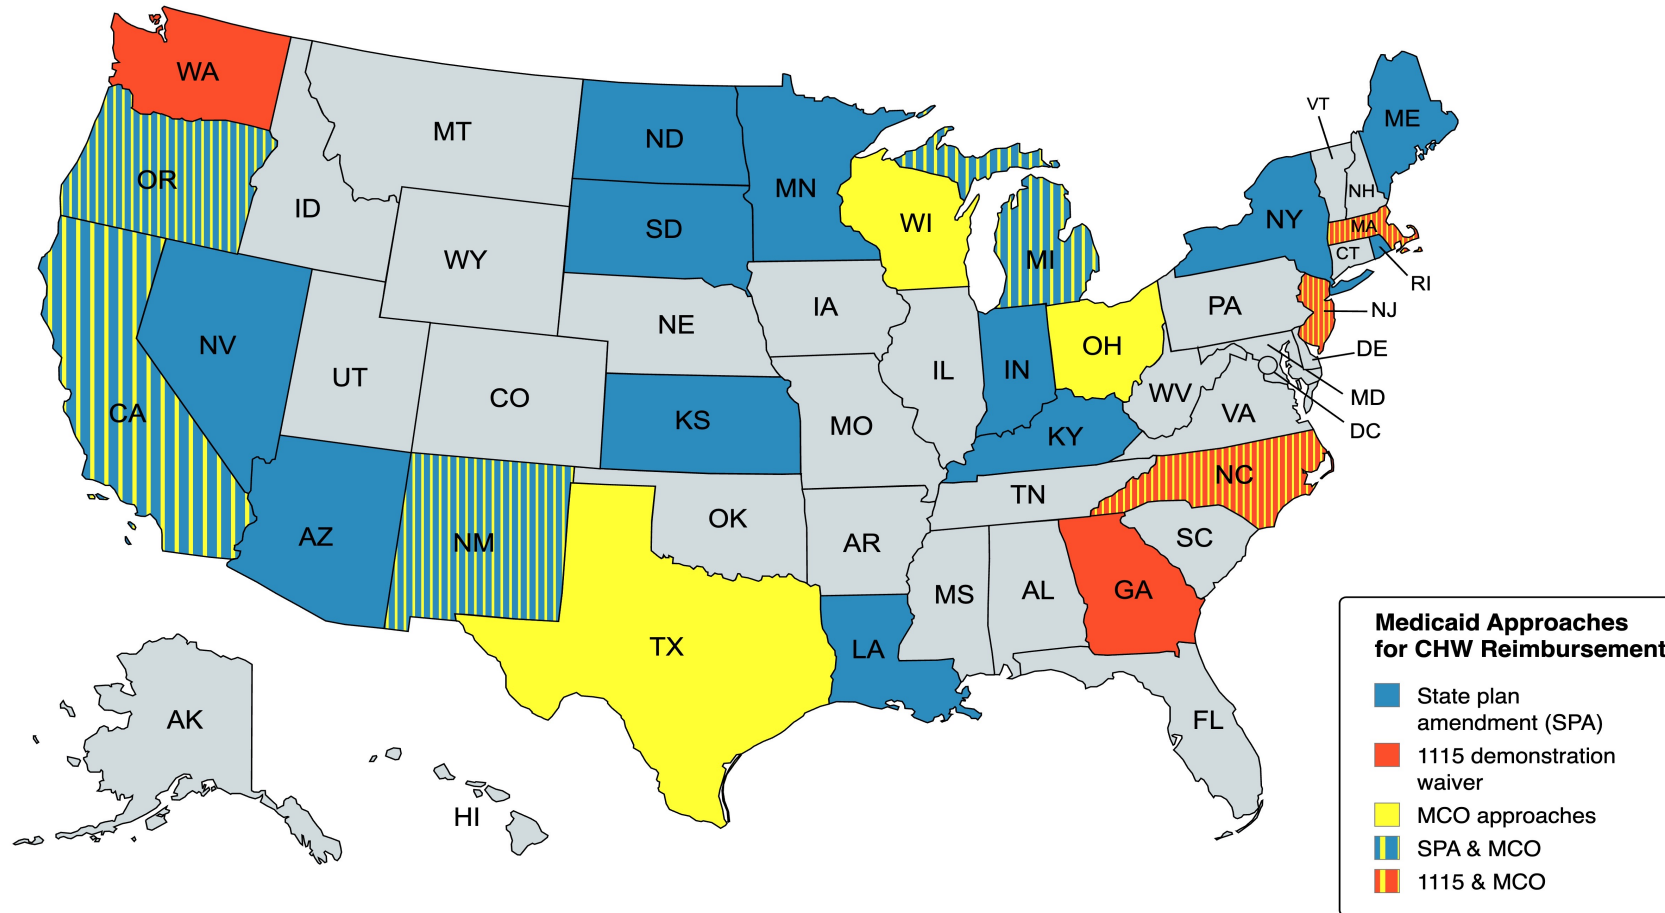 WA
OR
CA
NV
ID
MT
WY
UT
CO
AZ
NM
ND
SD
NE
KS
OK
TX
MN
IA
MO
AR
LA
WI
IL
MI
IN
OH
KY
TN
MS
AL
GA
FL
SC
NC
VA
WV
PA
NY
VT
NH
ME
MA
CT
RI
NJ
DE
MD
DC
AK
HI
Medicaid Approaches
for CHW Reimbursement
State plan
amendment (SPA)
1115 demonstration
waiver
MCO approaches
SPA & MCO
1115 & MCO